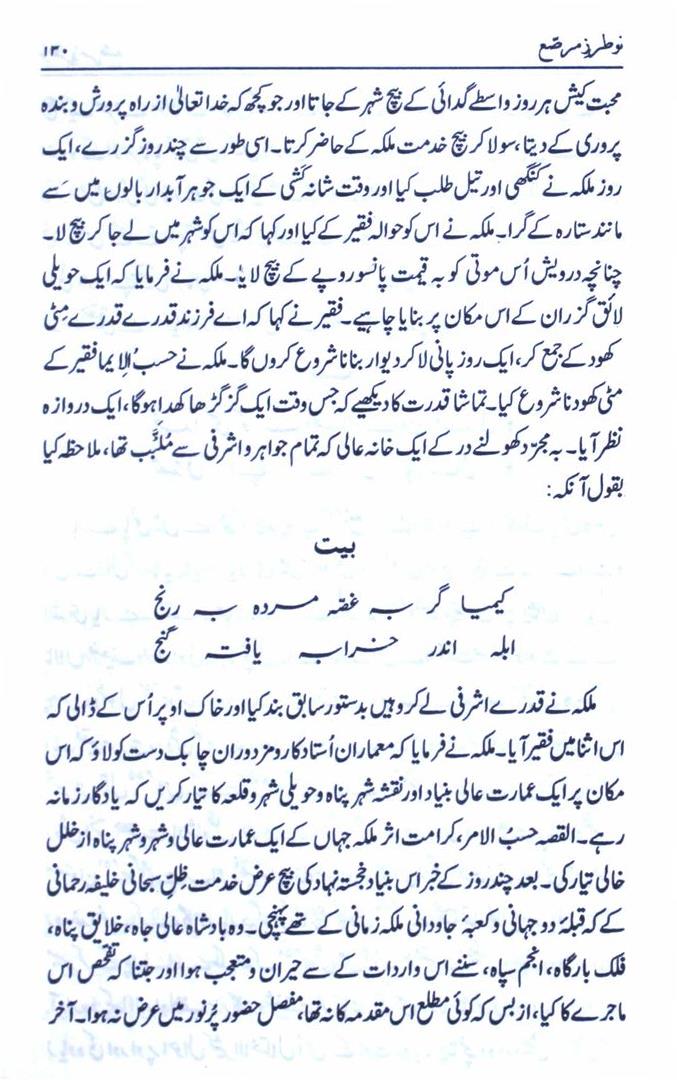 نوطرزِ مرصّع
۱۳۰
محبت کیش ہر روز واسطے گدائی کے بیچ شہر کے جاتا اور جو کچھ کہ خدا تعالیٰ از راہ پرورش و بندہ
پروری کے دیتا، سو لا کر بیچ خدمت ملکہ کے حاضر کرتا۔ اسی طور سے چند روز گزرے، ایک
روز ملکہ نے کنگھی اور تیل طلب کیا اور وقت شانہ کشی کے ایک جوہر آبدار بالوں میں سَے
مانند ستارہ کے گرا۔ ملکہ نے اس کو حوالہ فقیر کے کیا اور کہا کہ اس کو شہر میں لے جا کر بیچ لا۔
چنانچہ درویش اُس موتی کو بہ قیمت پانسو روپے کے بیچ لایا۔ ملکہ نے فرمایا کہ ایک حویلی
لائق گزران کے اس مکان پر بنایا چاہیے۔ فقیر نے کہا کہ اے فرزند قدرے قدرے مِٹی
کھود کے جمع کر، ایک روز پانی لا کر دیوار بنانا شروع کروں گا۔ ملکہ نے حسبُ الایما فقیر کے
مٹی کھودنا شروع کیا۔ تماشا قدرت کا دیکھیے کہ جس وقت ایک گز گڑھا کھدا ہوگا، ایک دروازہ
نظر آیا۔ بہ مجرّد کھولنے در کے ایک خانہ عالی کہ تمام جواہر و اشرفی سے مُلبَّب تھا، ملاحظہ کیا
بقول آنکہ:
بیت
کیمیا گر بہ غصّہ مردہ بہ رنج
ابلہ اندر خرابہ یافتہ گنج
ملکہ نے قدرے اشرفی لے کر وہیں بدستور سابق بند کیا اور خاک اوپر اُس کے ڈالی کہ
اس اثنا میں فقیر آیا۔ ملکہ نے فرمایا کہ معماران اُستاد کار و مزدوران چابک دست کو لاؤ کہ اس
مکان پر ایک عمارت عالی بنیاد اور نقشہ شہر پناہ و حویلی شہر و قلعہ کا تیار کریں کہ یادگار زمانہ
رہے۔ القصہ حسبُ الامر، کرامت اثر ملکہ جہاں کے ایک عمارت عالی و شہر و شہر پناہ از خلل
خالی تیار کی۔ بعد چند روز کے خبر اس بنیاد خجستہ نہاد کی بیچ عرض خدمت ظلِّ سبحانی خلیفہ رحمانی
کے کہ قبلۂ دو جہانی و کعبۂ جاودانی ملکہ زمانی کے تھے پہنچی۔ وہ بادشاہ عالی جاہ، خلایق پناہ،
فلک بارگاہ، انجم سپاہ، سننے اس واردات کے سے حیران و متعجب ہوا اور جتنا کہ تفحّص اس
ماجرے کا کیا، از بس کہ کوئی مطلع اس مقدمہ کا نہ تھا، مفصل حضور پُرنور میں عرض نہ ہوا۔ آخر